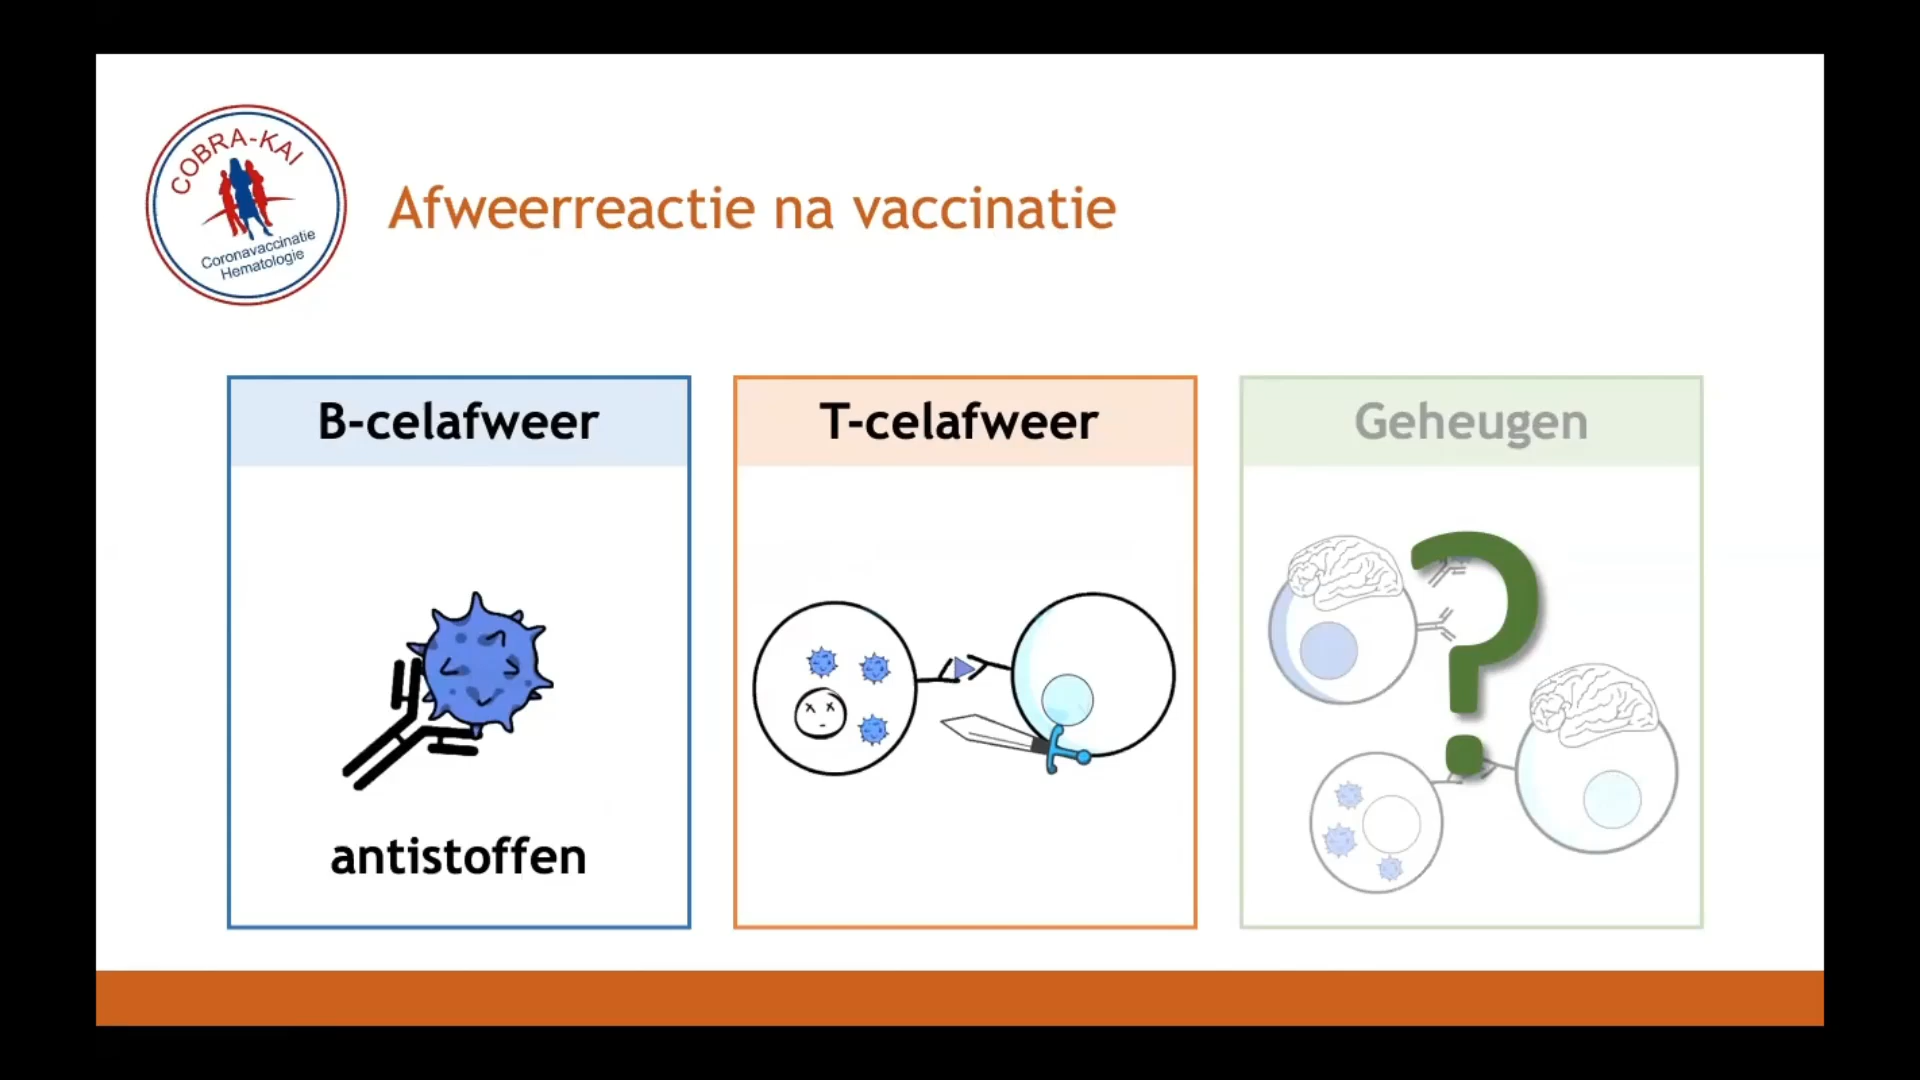 COBRA-KAI
Coronavaccinatie
Hematologie
Afweerreactie na vaccinatie
B-celafweer
T-celafweer
Geheugen
?
antistoffen